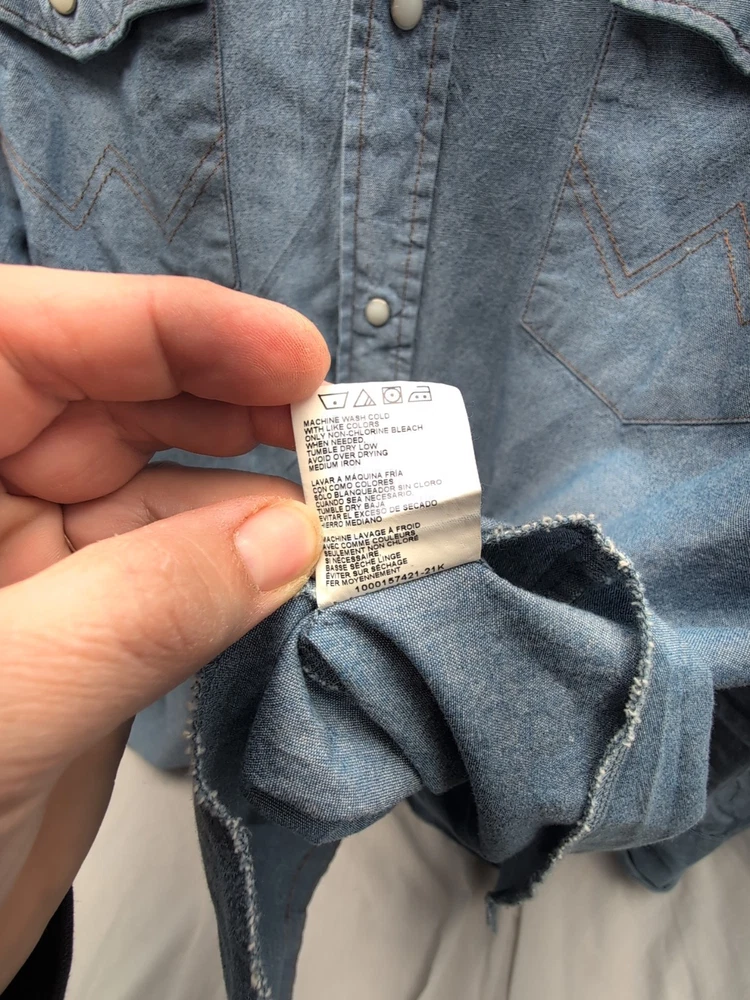 MACHINE WASH COLD
WITH LIKE COLORS
ONLY NON-CHLORINE BLEACH
WHEN NEEDED
TUMBLE DRY LOW
AVOID OVER DRYING
MEDIUM IRON
LAVAR A MÁQUINA FRÍA
CON COMO COLORES
SÓLO BLANQUEADOR SIN CLORO
CUANDO SEA NECESARIO.
TUMBLE DRY BAJA
EVITAR EL EXCESO DE SECADO
HIERRO MEDIANO
MACHINE LAVAGE À FROID
AVEC COMME COULEURS
SEULEMENT NON CHLORE
SI NÉCESSAIRE.
BASSE SÈCHE LINGE
ÉVITER SUR SÉCHAGE
FER MOYENNEMENT
1000157421-21K